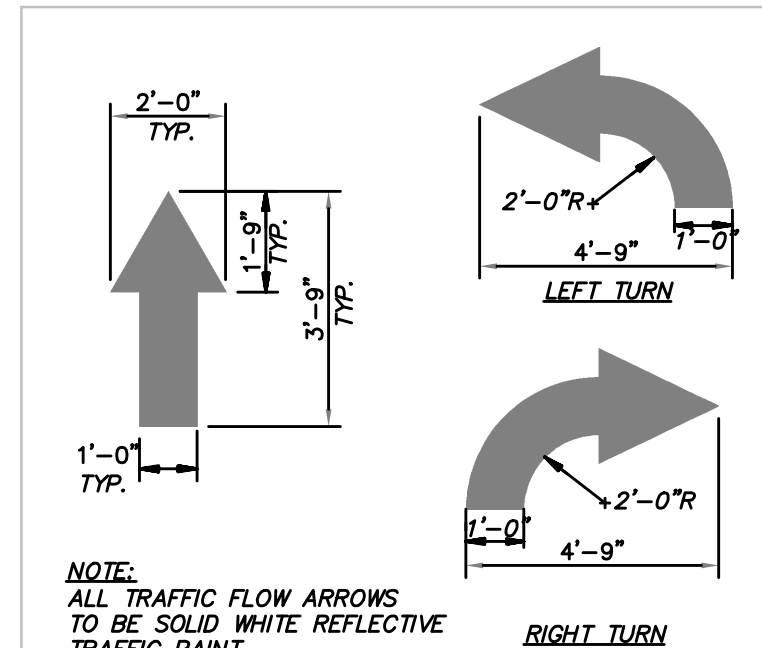 2'-0"
TYP.
1'-9"
TYP.
3'-9"
TYP.
1'-0"
TYP.
2'-0"R
1'-0"
4'-9"
LEFT TURN
2'-0"R
1'-0"
4'-9"
RIGHT TURN
NOTE:
ALL TRAFFIC FLOW ARROWS
TO BE SOLID WHITE REFLECTIVE
TRAFFIC PAINT